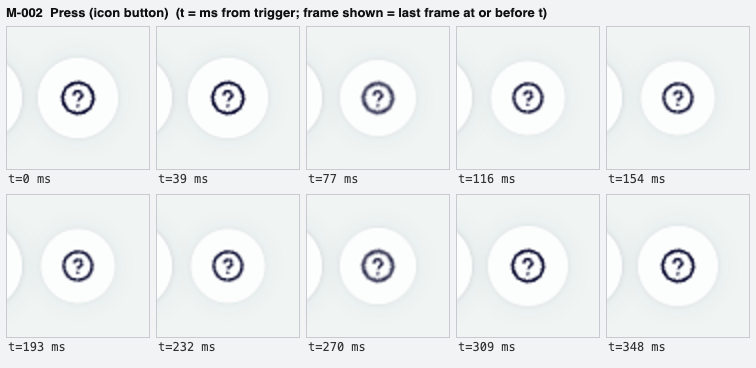 M-002 Press (icon button) (t = ms from trigger; frame shown = last frame at or before t)
? ? ? ? ?
t=0 ms t=39 ms t=77 ms t=116 ms t=154 ms
? ? ? ? ?
t=193 ms t=232 ms t=270 ms t=309 ms t=348 ms